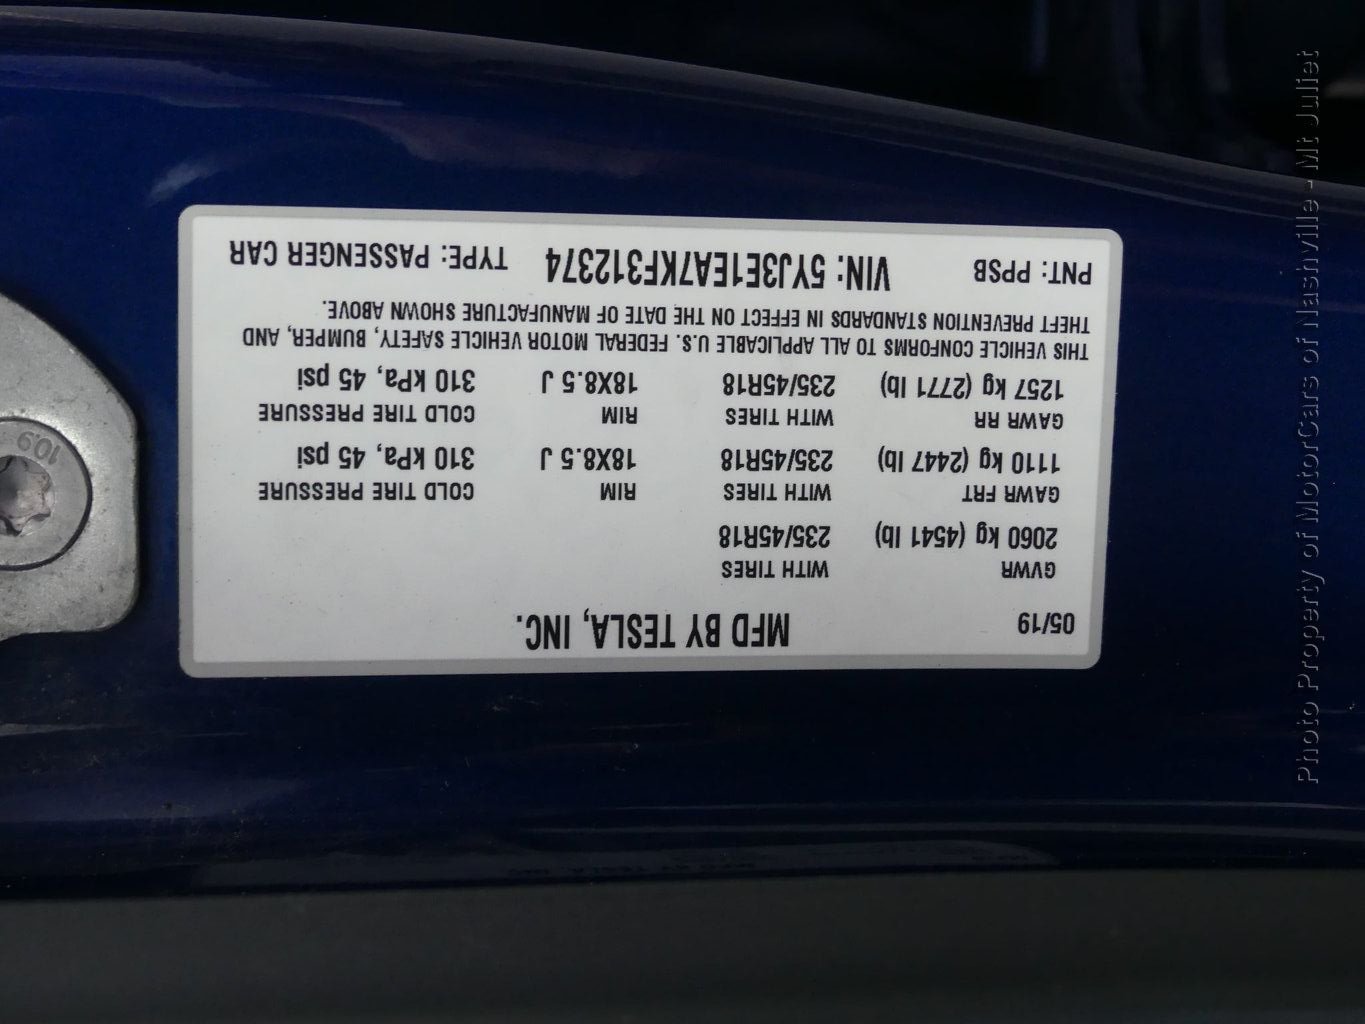 05/19 MFD BY TESLA, INC.
GVWR WITH TIRES
2060 kg (4541 lb) 235/45R18
GAWR FRT WITH TIRES RIM COLD TIRE PRESSURE
1110 kg (2447 lb) 235/45R18 18X8.5 J 310 kPa, 45 psi
GAWR RR WITH TIRES RIM COLD TIRE PRESSURE
1257 kg (2771 lb) 235/45R18 18X8.5 J 310 kPa, 45 psi
THIS VEHICLE CONFORMS TO ALL APPLICABLE U.S. FEDERAL MOTOR VEHICLE SAFETY, BUMPER, AND
THEFT PREVENTION STANDARDS IN EFFECT ON THE DATE OF MANUFACTURE SHOWN ABOVE.
PNT: PPSB VIN: 5YJ3E1EA7KF312374 TYPE: PASSENGER CAR
10.9
Photo Property of MotorCars of Nashville - Mt Juliet